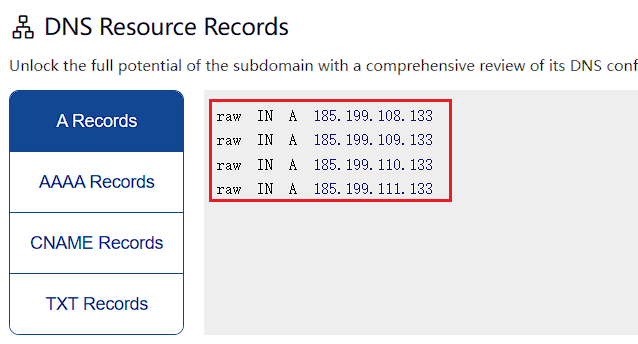 DNS Resource Records
Unlock the full potential of the subdomain with a comprehensive review of its DNS conf
A Records
AAAA Records
CNAME Records
TXT Records
raw IN A 185.199.108.133
raw IN A 185.199.109.133
raw IN A 185.199.110.133
raw IN A 185.199.111.133